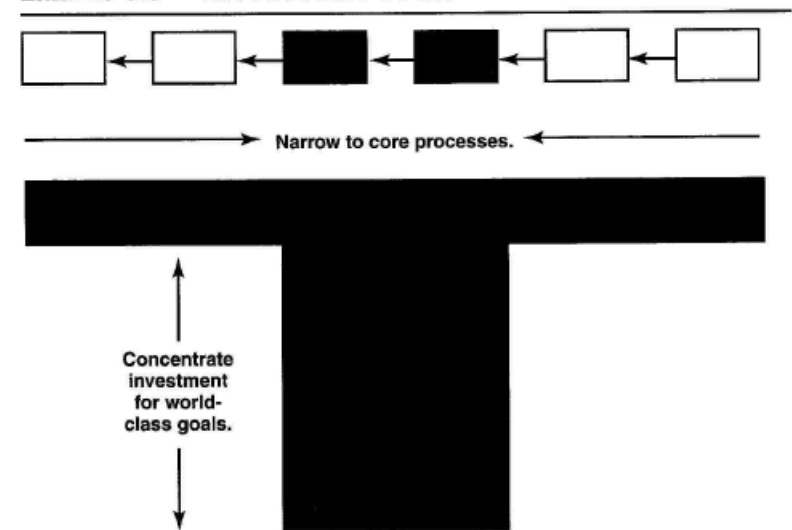 Narrow to core processes.
Concentrate
investment
for world-
class goals.